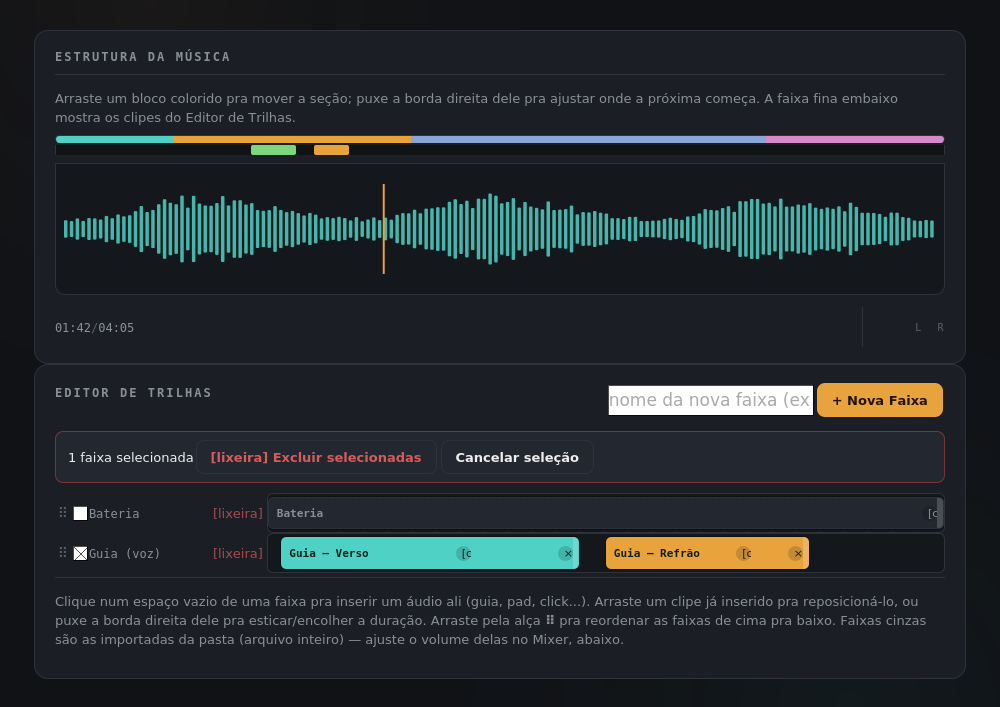 ESTRUTURA DA MÚSICA
Arraste um bloco colorido pra mover a seção; puxe a borda direita dele pra ajustar onde a próxima começa. A faixa fina embaixo
mostra os clipes do Editor de Trilhas.
01:42/04:05
L R
EDITOR DE TRILHAS
nome da nova faixa (ex
+ Nova Faixa
1 faixa selecionada [lixeira] Excluir selecionadas Cancelar seleção
⠿ Bateria [lixeira] Bateria [c
⠿ Guia (voz) [lixeira] Guia — Verso [c × Guia — Refrão [c ×
Clique num espaço vazio de uma faixa pra inserir um áudio ali (guia, pad, click...). Arraste um clipe já inserido pra reposicioná-lo, ou
puxe a borda direita dele pra esticar/encolher a duração. Arraste pela alça ⠿ pra reordenar as faixas de cima pra baixo. Faixas cinzas
são as importadas da pasta (arquivo inteiro) — ajuste o volume delas no Mixer, abaixo.